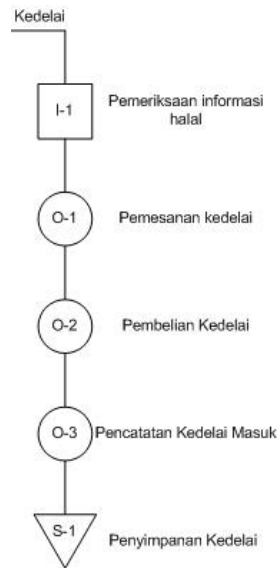 Kedelai
I-1
Pemeriksaan informasi
halal
O-1
Pemesanan kedelai
O-2
Pembelian Kedelai
O-3
Pencatatan Kedelai Masuk
S-1
Penyimpanan Kedelai